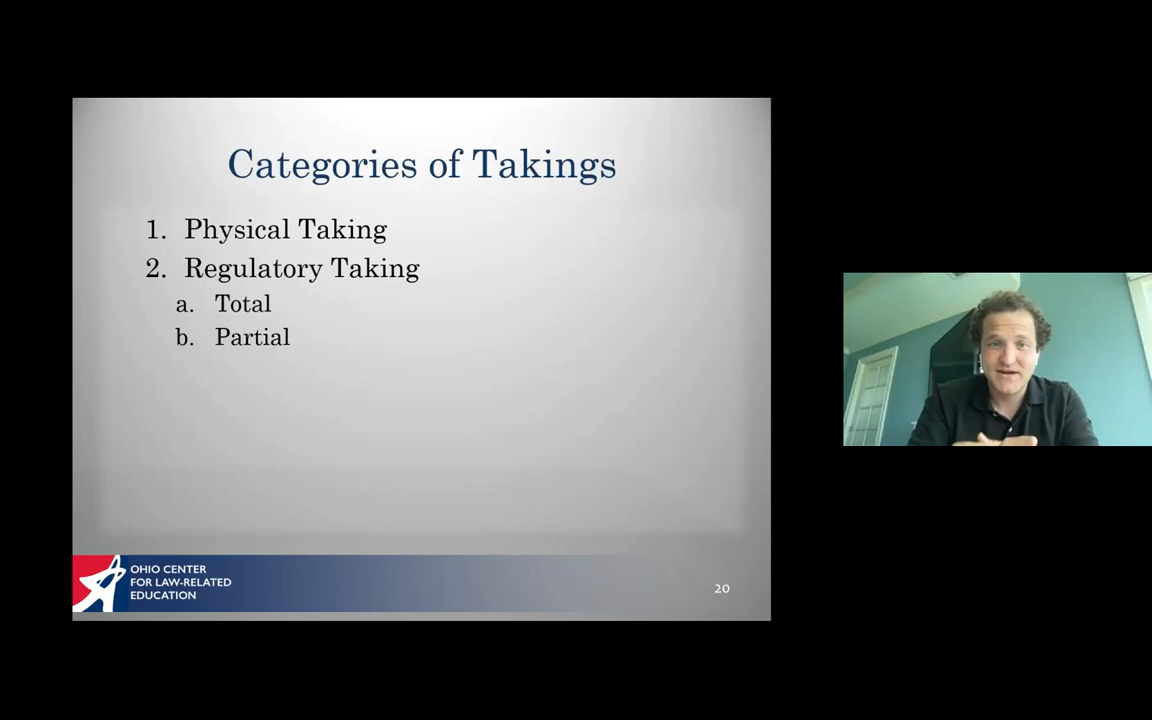 Categories of Takings
1. Physical Taking
2. Regulatory Taking
a. Total
b. Partial
OHIO CENTER
FOR LAW-RELATED
EDUCATION
20